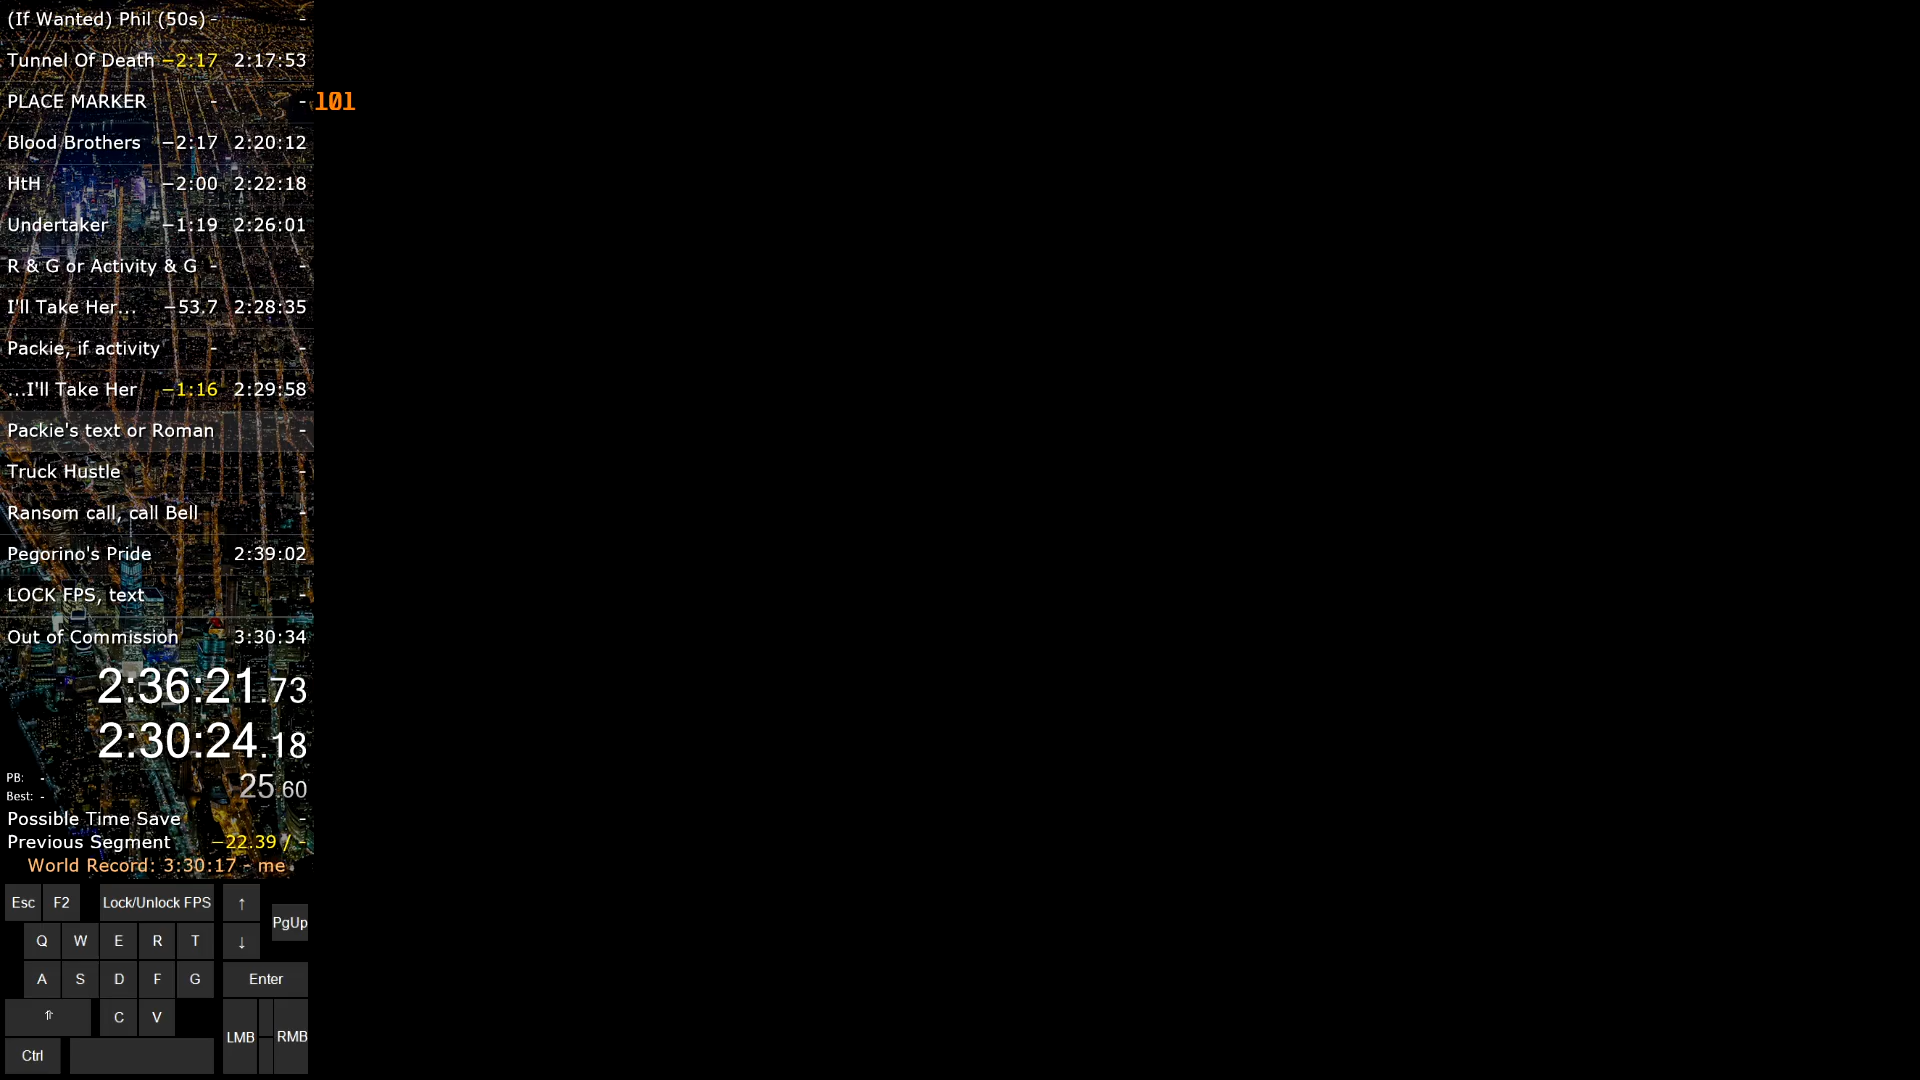 (If Wanted) Phil (50s) - -
Tunnel Of Death −2:17 2:17:53
PLACE MARKER - - 101
Blood Brothers −2:17 2:20:12
HtH −2:00 2:22:18
Undertaker −1:19 2:26:01
R & G or Activity & G - -
I'll Take Her... −53.7 2:28:35
Packie, if activity - -
...I'll Take Her −1:16 2:29:58
Packie's text or Roman -
Truck Hustle -
Ransom call, call Bell -
Pegorino's Pride 2:39:02
LOCK FPS, text -
Out of Commission 3:30:34
2:36:21.73
2:30:24.18
PB: -
25.60
Best: -
Possible Time Save -
Previous Segment −22.39 / -
World Record: 3:30:17 - me
Esc F2 Lock/Unlock FPS ↑ PgUp
Q W E R T ↓
A S D F G Enter
⇧ C V LMB RMB
Ctrl